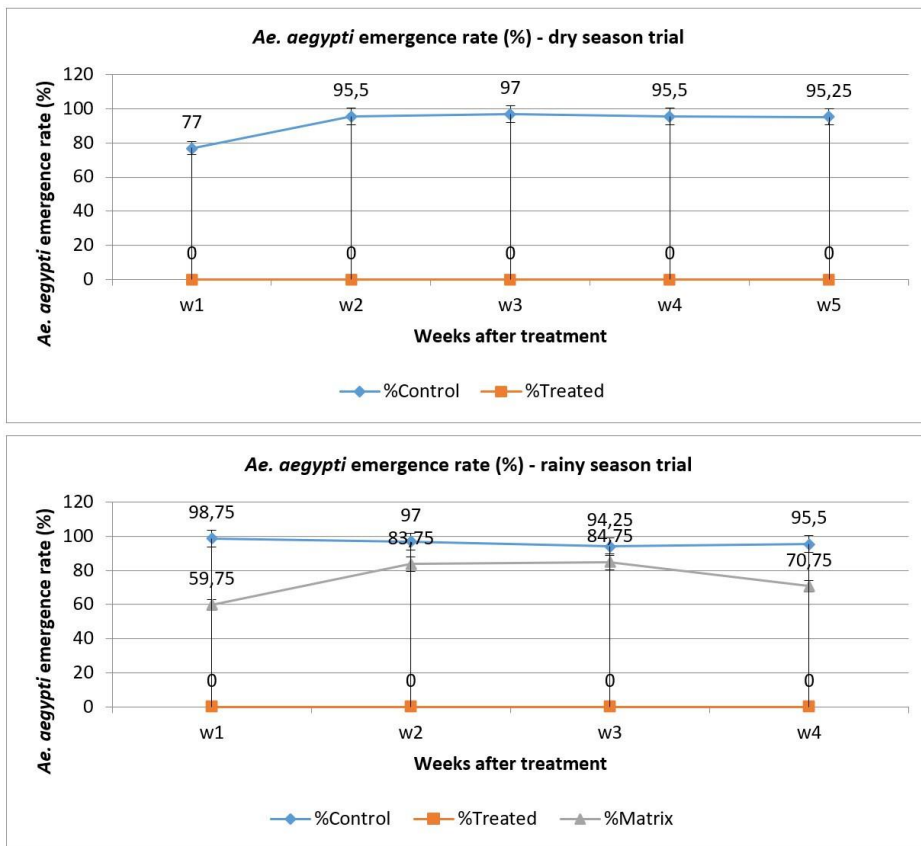 Ae. aegypti emergence rate (%) - dry season trial
Ae. aegypti emergence rate (%)
120
100
80
60
40
20
0
77
95,5
97
95,5
95,25
0
0
0
0
0
w1
w2
w3
w4
w5
Weeks after treatment
%Control
%Treated
Ae. aegypti emergence rate (%) - rainy season trial
Ae. aegypti emergence rate (%)
120
100
80
60
40
20
0
98,75
97
94,25
95,5
59,75
83,75
84,75
70,75
0
0
0
0
w1
w2
w3
w4
Weeks after treatment
%Control
%Treated
%Matrix